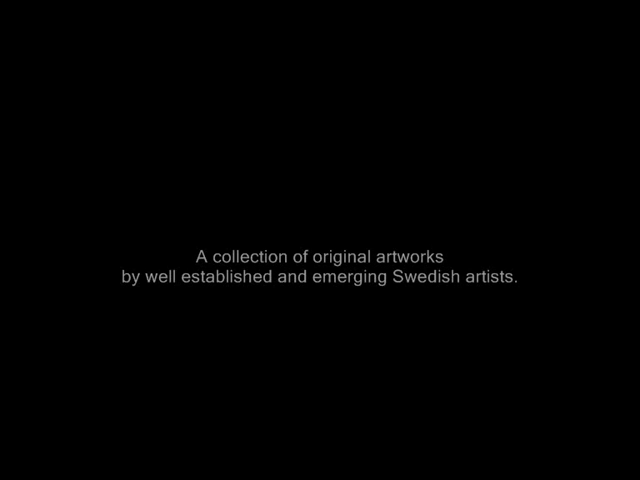 A collection of original artworks
by well established and emerging Swedish artists.